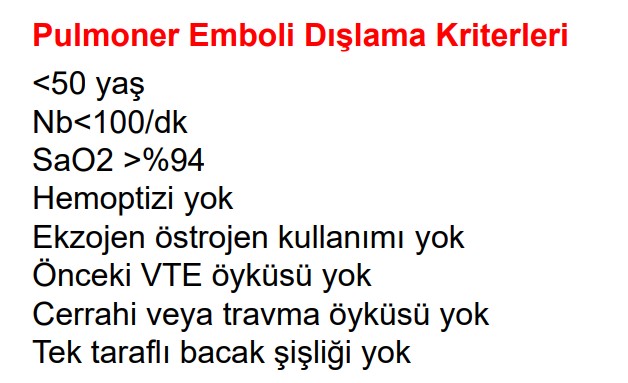 Pulmoner Emboli Dışlama Kriterleri
<50 yaş
Nb<100/dk
SaO2 >%94
Hemoptizi yok
Ekzojen östrojen kullanımı yok
Önceki VTE öyküsü yok
Cerrahi veya travma öyküsü yok
Tek taraflı bacak şişliği yok